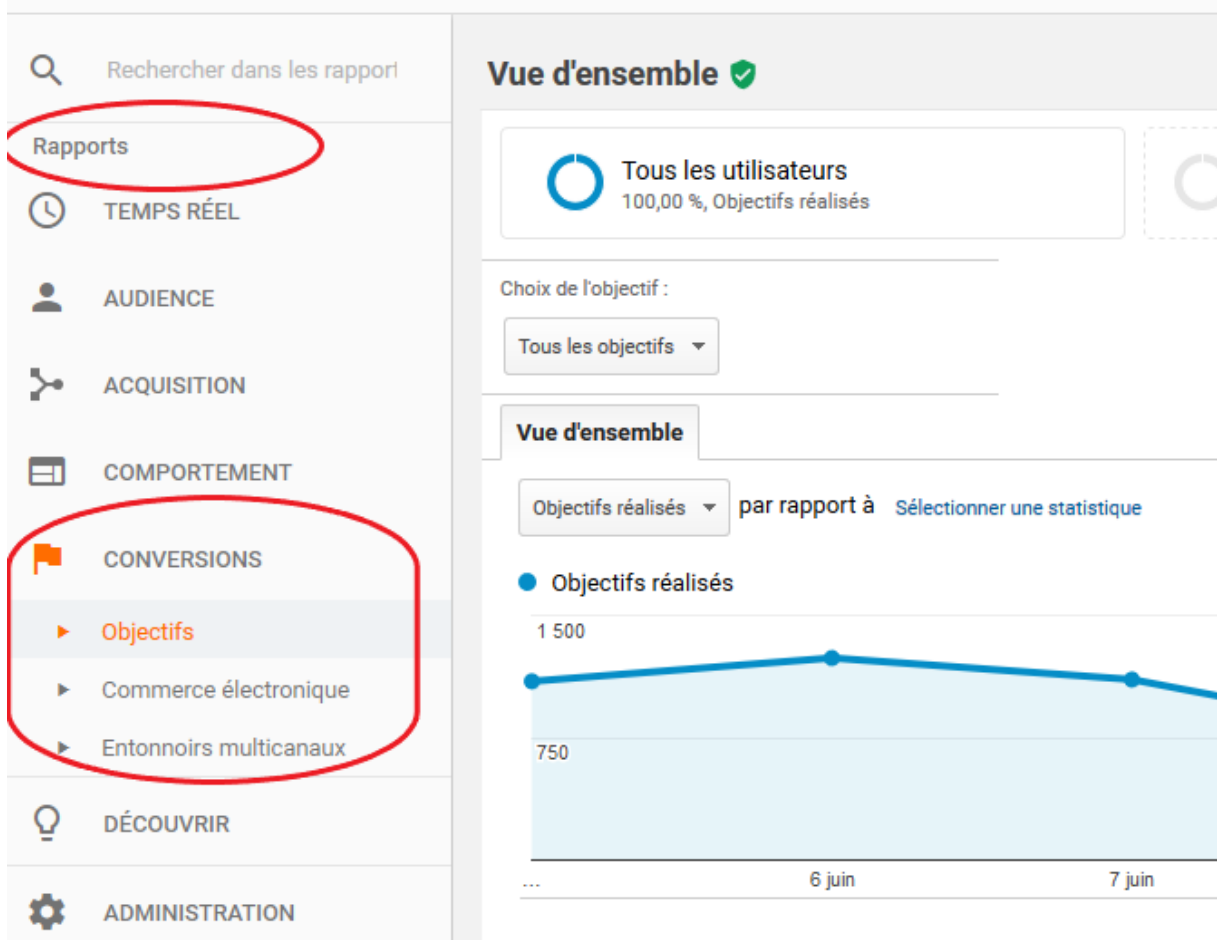 Rechercher dans les rapport
Rapports
TEMPS RÉEL
AUDIENCE
ACQUISITION
COMPORTEMENT
CONVERSIONS
Objectifs
Commerce électronique
Entonnoirs multicanaux
DÉCOUVRIR
ADMINISTRATION
Vue d'ensemble
Tous les utilisateurs
100,00 %, Objectifs réalisés
Choix de l'objectif :
Tous les objectifs
Vue d'ensemble
Objectifs réalisés par rapport à Sélectionner une statistique
Objectifs réalisés
1 500
750
... 6 juin 7 juin